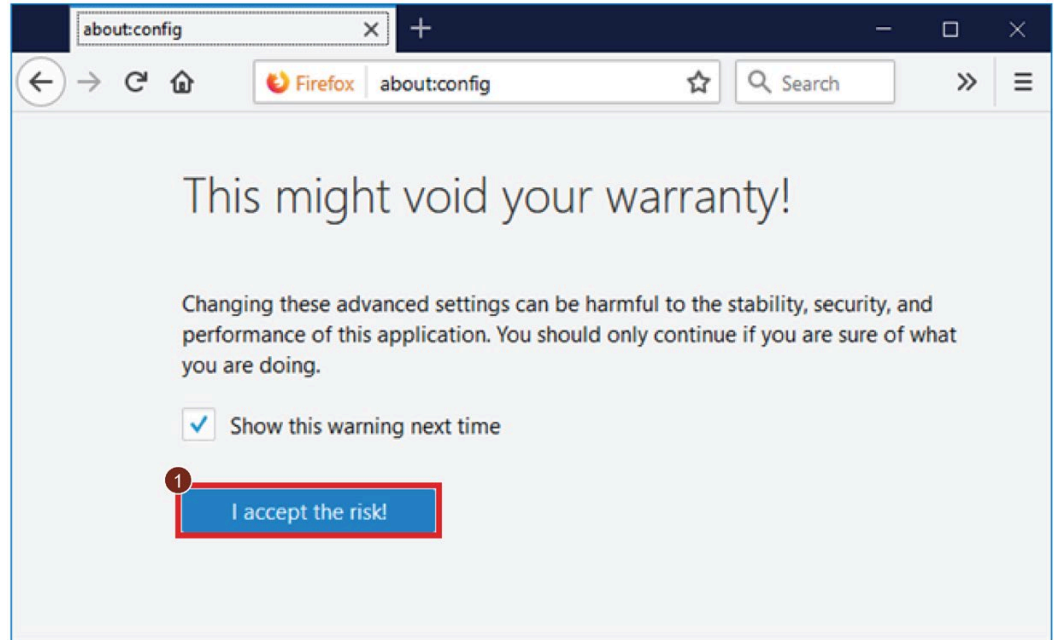 about:config
Firefox about:config Search
This might void your warranty!
Changing these advanced settings can be harmful to the stability, security, and
performance of this application. You should only continue if you are sure of what
you are doing.
Show this warning next time
1
I accept the risk!